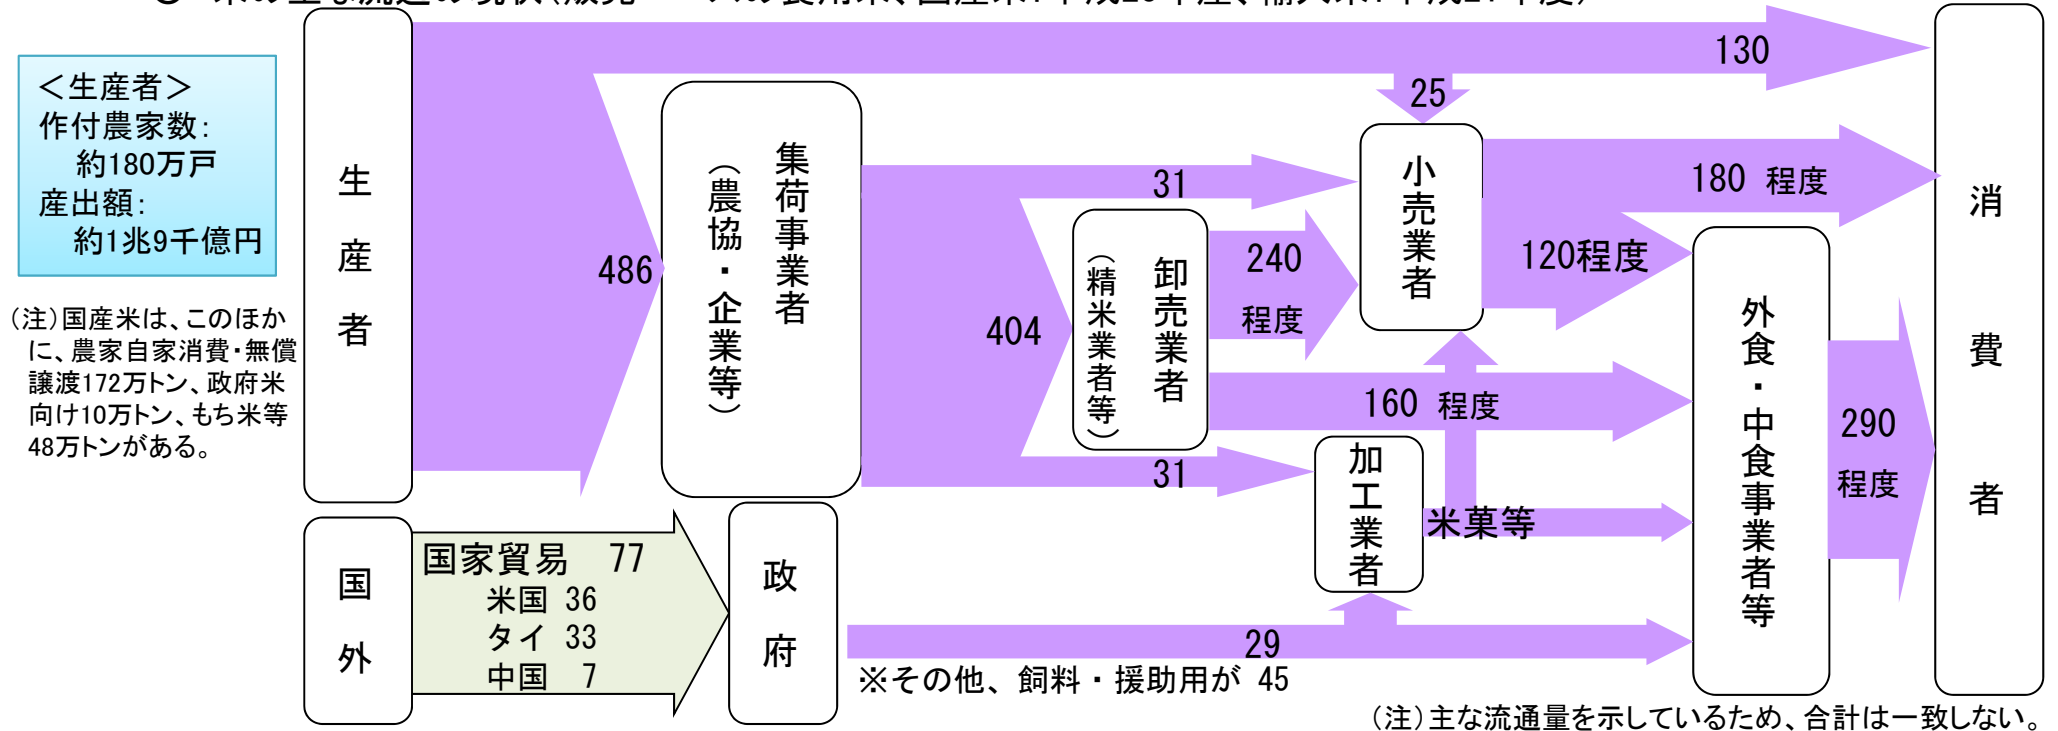 ＜生産者＞
作付農家数：
約180万戸
産出額：
約1兆9千億円
（注）国産米は、このほか
に、農家自家消費・無償
譲渡172万トン、政府米
向け10万トン、もち米等
48万トンがある。
生産者
国外
486
集荷事業者
（農協・企業等）
国家貿易　77
米国 36
タイ 33
中国 7
政府
130
25
31
404
卸売業者
（精米業者等）
31
240
程度
小売業者
160 程度
加工業者
米菓等
29
※その他、飼料・援助用が 45
180 程度
120程度
外食・中食事業者等
290
程度
消費者
（注）主な流通量を示しているため、合計は一致しない。